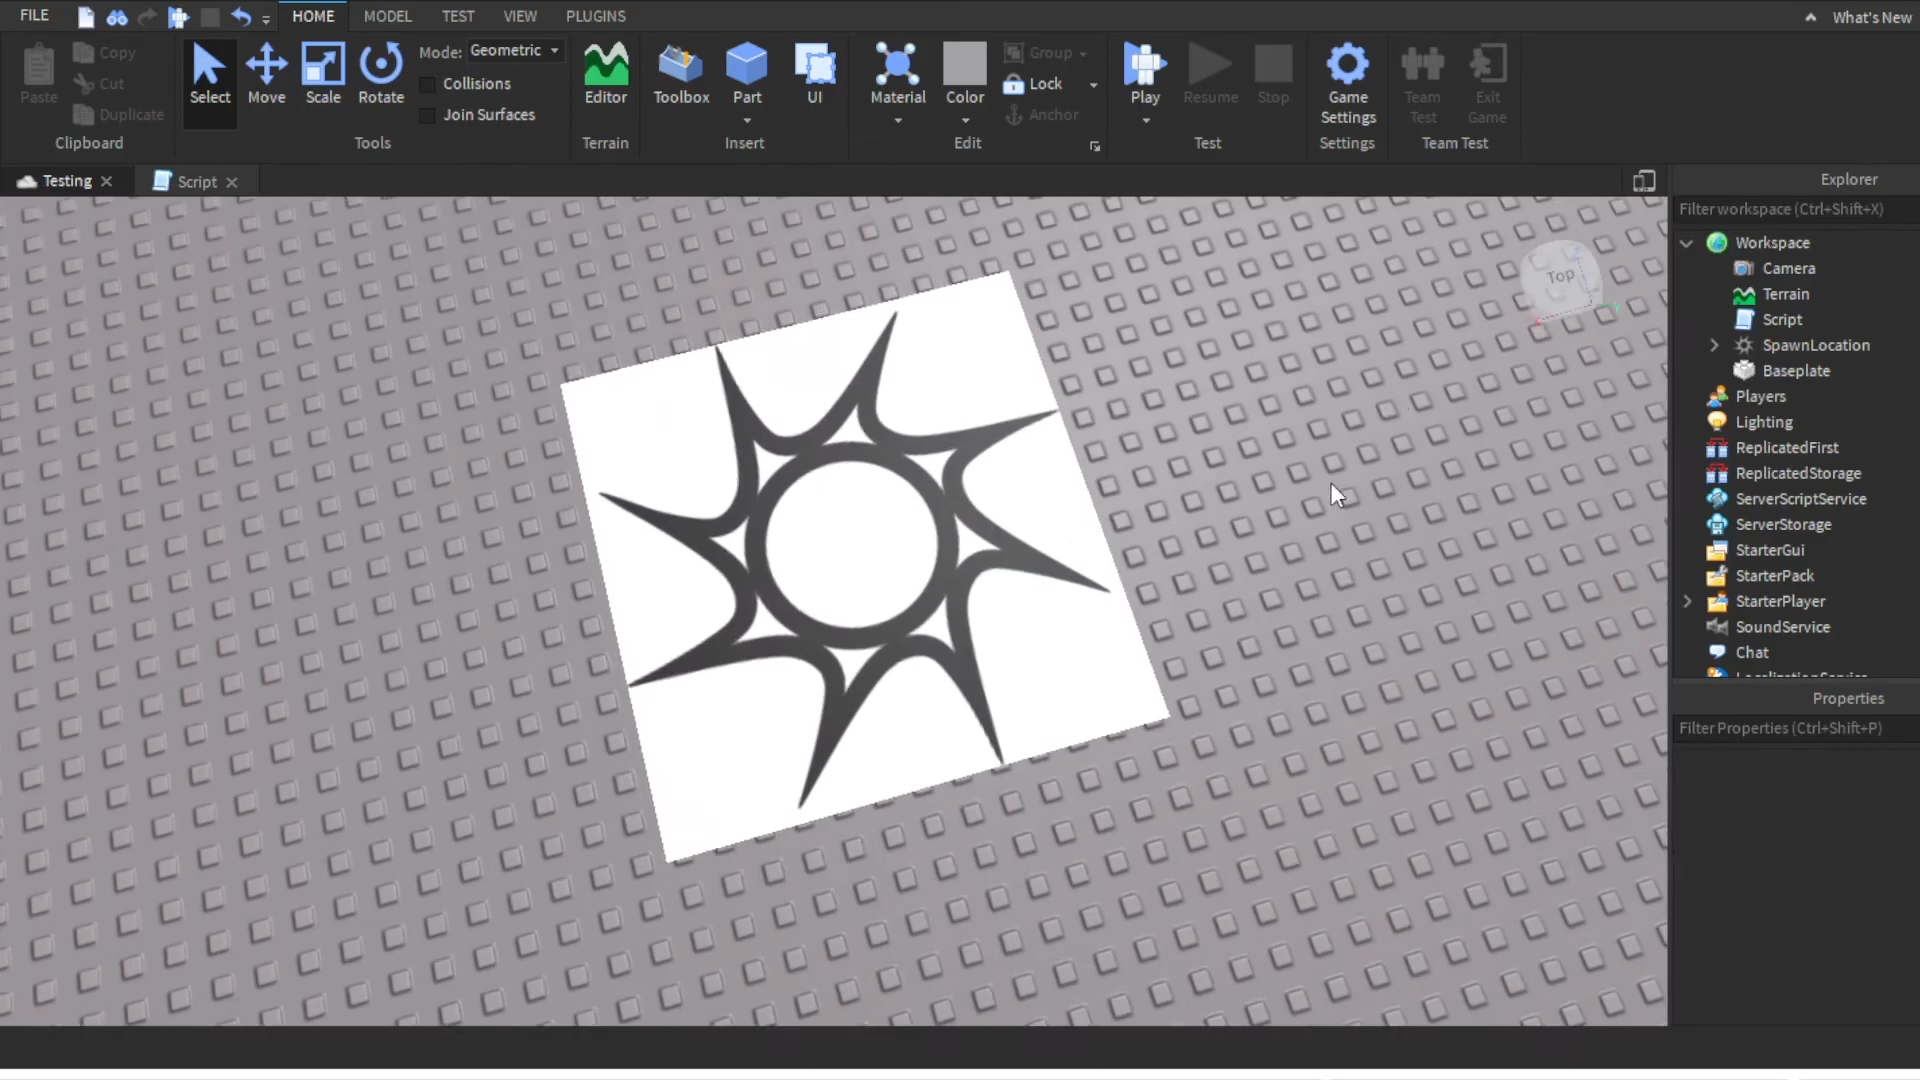 FILE HOME MODEL TEST VIEW PLUGINS What's New
Paste
Copy
Cut
Duplicate
Clipboard
Select Move Scale Rotate
Mode: Geometric
Collisions
Join Surfaces
Tools
Editor
Terrain
Toolbox Part UI
Insert
Material Color
Group
Lock
Anchor
Edit
Play Resume Stop
Test
Game
Settings
Settings
Team
Test
Exit
Game
Team Test
Testing Script
Top
Explorer
Filter workspace (Ctrl+Shift+X)
Workspace
Camera
Terrain
Script
SpawnLocation
Baseplate
Players
Lighting
ReplicatedFirst
ReplicatedStorage
ServerScriptService
ServerStorage
StarterGui
StarterPack
StarterPlayer
SoundService
Chat
Properties
Filter Properties (Ctrl+Shift+P)